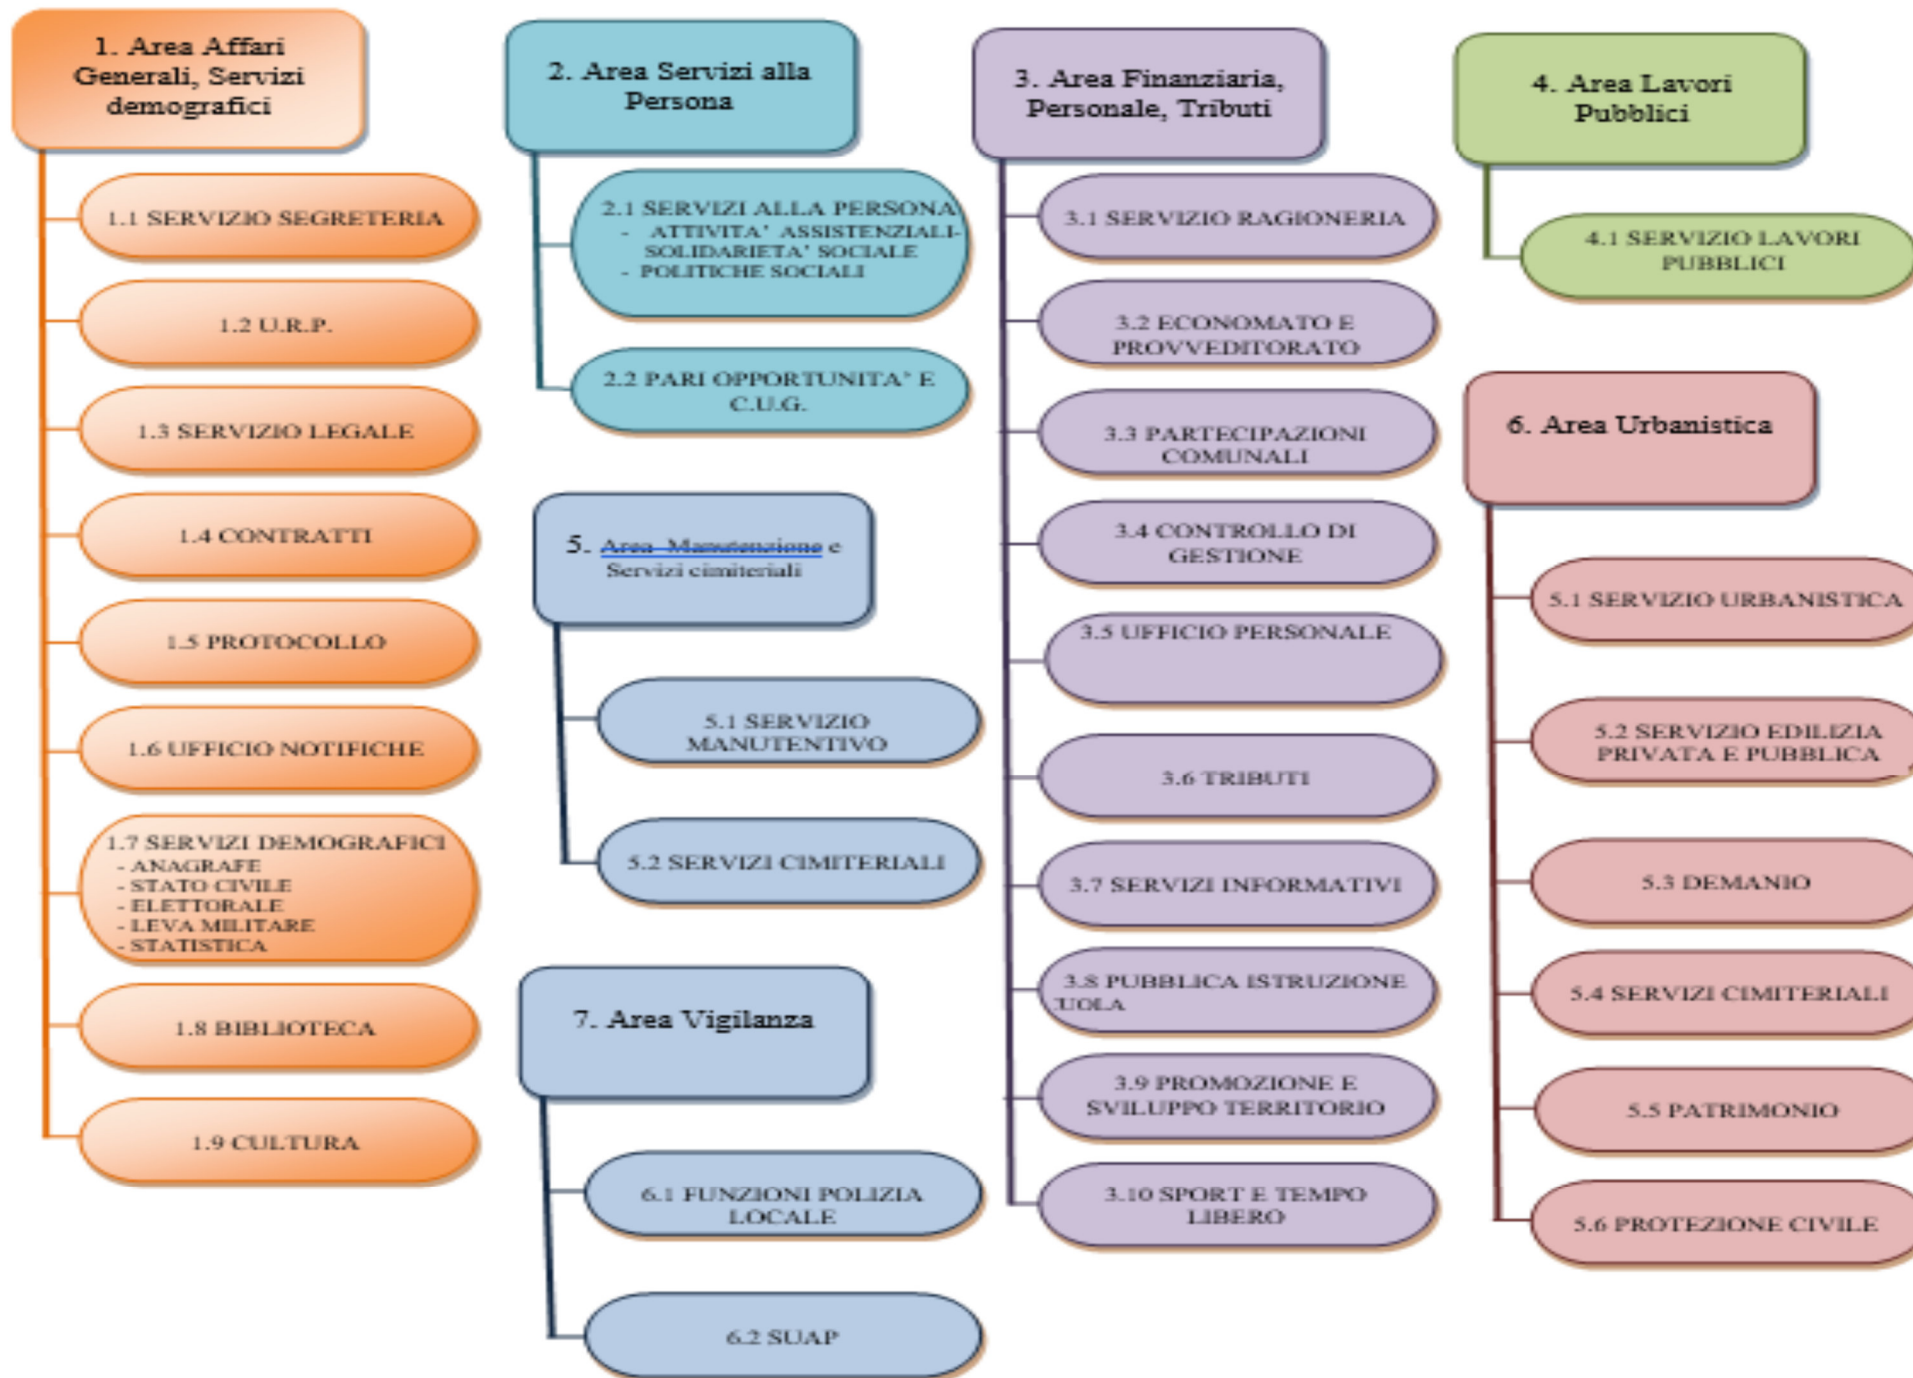 1. Area Affari
Generali, Servizi
demografici
1.1 SERVIZIO SEGRETERIA
1.2 U.R.P.
1.3 SERVIZIO LEGALE
1.4 CONTRATTI
1.5 PROTOCOLLO
1.6 UFFICIO NOTIFICHE
1.7 SERVIZI DEMOGRAFICI
- ANAGRAFE
- STATO CIVILE
- ELETTORALE
- LEVA MILITARE
- STATISTICA
1.8 BIBLIOTECA
1.9 CULTURA
2. Area Servizi alla
Persona
2.1 SERVIZI ALLA PERSONA
- ATTIVITA' ASSISTENZIALI-
SOLIDARIETA' SOCIALE
- POLITICHE SOCIALI
2.2 PARI OPPORTUNITA' E
C.U.G.
3. Area Finanziaria,
Personale, Tributi
3.1 SERVIZIO RAGIONERIA
3.2 ECONOMATO E
PROVVEDITORATO
3.3 PARTECIPAZIONI
COMUNALI
3.4 CONTROLLO DI
GESTIONE
3.5 UFFICIO PERSONALE
3.6 TRIBUTI
3.7 SERVIZI INFORMATIVI
3.8 PUBBLICA ISTRUZIONE
CUOLA
3.9 PROMOZIONE E
SVILUPPO TERRITORIO
3.10 SPORT E TEMPO
LIBERO
4. Area Lavori
Pubblici
4.1 SERVIZIO LAVORI
PUBBLICI
5. Area Manutenzione e
Servizi cimiteriali
5.1 SERVIZIO
MANUTENTIVO
5.2 SERVIZI CIMITERIALI
6. Area Urbanistica
5.1 SERVIZIO URBANISTICA
5.2 SERVIZIO EDILIZIA
PRIVATA E PUBBLICA
5.3 DEMANIO
5.4 SERVIZI CIMITERIALI
5.5 PATRIMONIO
5.6 PROTEZIONE CIVILE
7. Area Vigilanza
6.1 FUNZIONI POLIZIA
LOCALE
6.2 SUAP